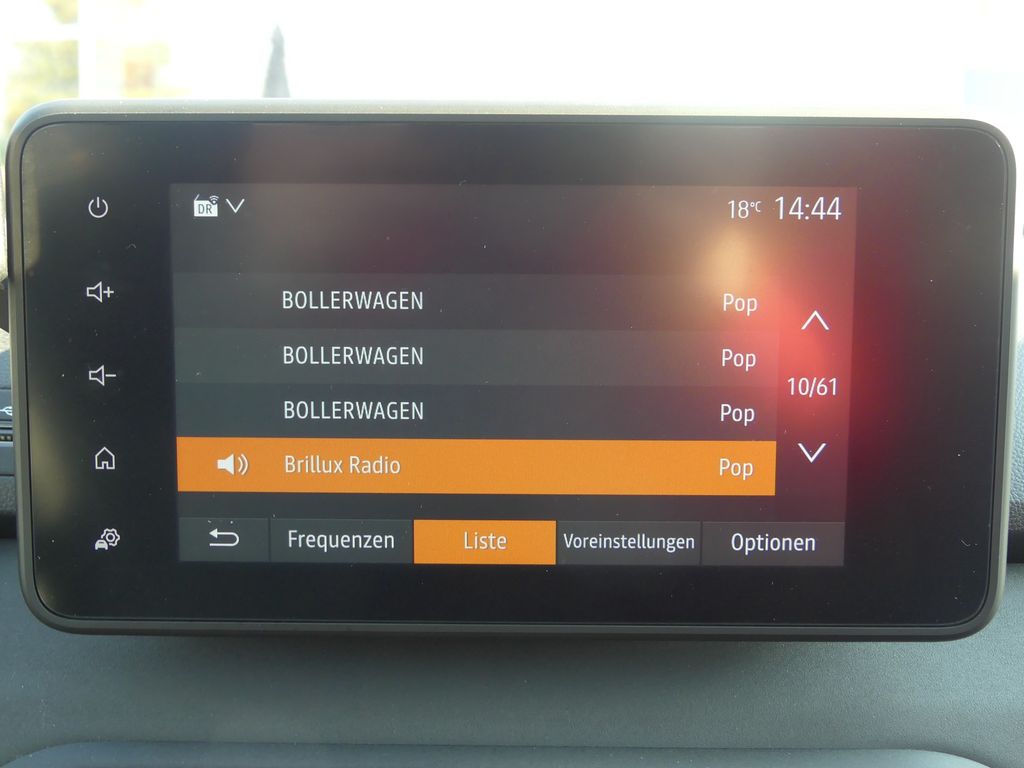 DR
18°C 14:44
BOLLERWAGEN Pop
BOLLERWAGEN Pop
10/61
BOLLERWAGEN Pop
Brillux Radio Pop
Frequenzen Liste Voreinstellungen Optionen